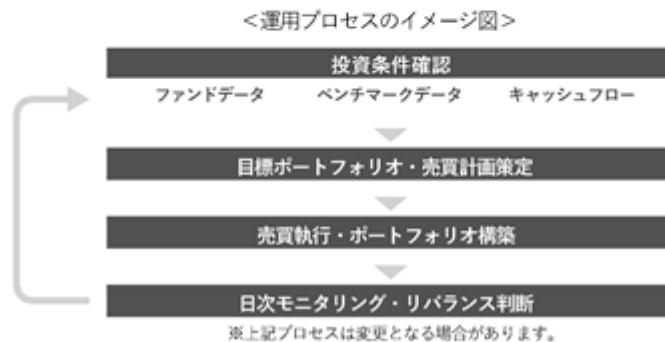 ＜運用プロセスのイメージ図＞
投資条件確認
ファンドデータ ベンチマークデータ キャッシュフロー
目標ポートフォリオ・売買計画策定
売買執行・ポートフォリオ構築
日次モニタリング・リバランス判断
※上記プロセスは変更となる場合があります。